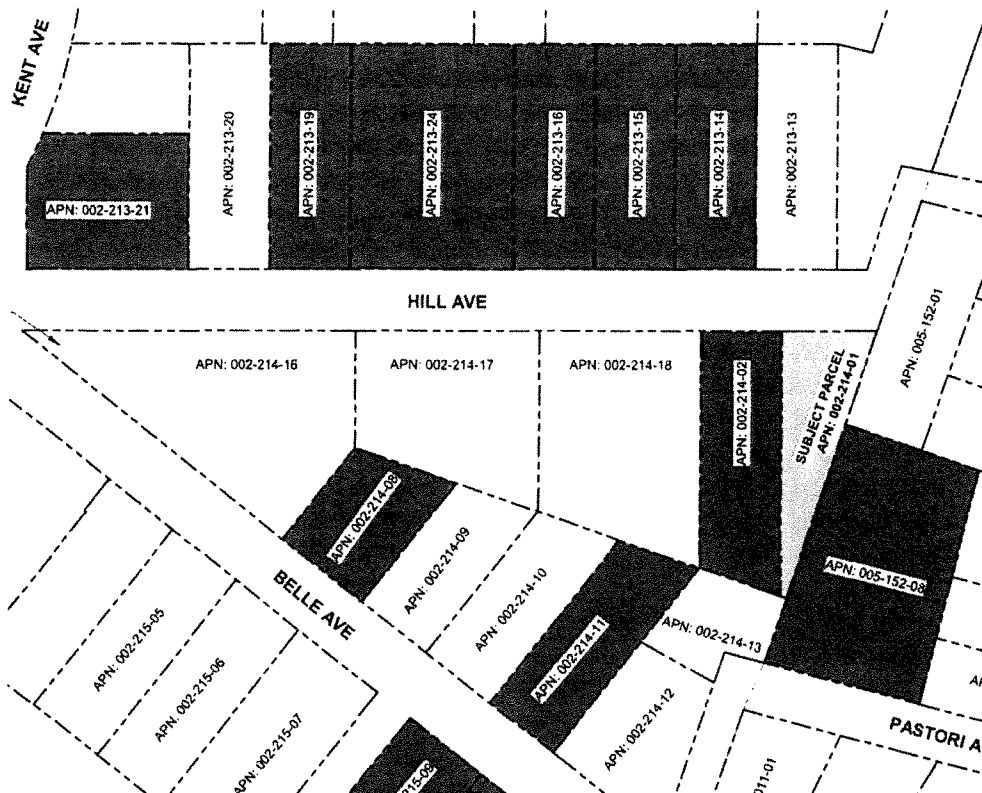 KENT AVE
APN: 002-213-21
APN: 002-213-20
APN: 002-213-19
APN: 002-213-24
APN: 002-213-16
APN: 002-213-15
APN: 002-213-14
APN: 002-213-13
HILL AVE
APN: 002-214-16
APN: 002-214-17
APN: 002-214-18
APN: 002-214-02
SUBJECT PARCEL
APN: 002-214-01
APN: 005-152-01
APN: 005-152-08
APN: 002-214-08
APN: 002-214-09
APN: 002-214-10
APN: 002-214-11
APN: 002-214-12
APN: 002-214-13
BELLE AVE
APN: 002-215-05
APN: 002-215-06
APN: 002-215-07
15-09
011-01
PASTORI A